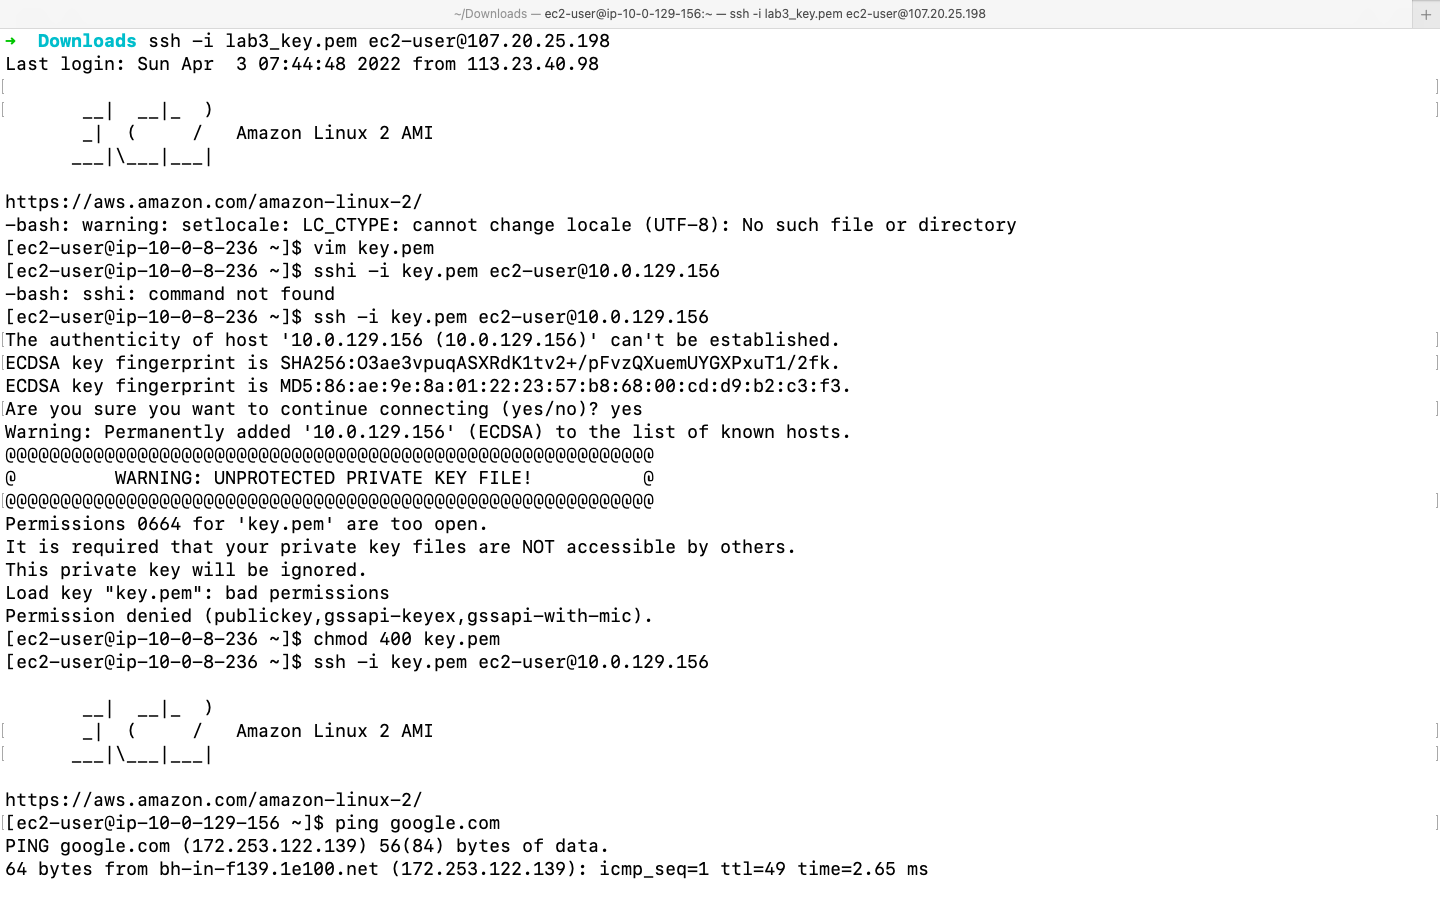 ~/Downloads — ec2-user@ip-10-0-129-156:~ — ssh -i lab3_key.pem ec2-user@107.20.25.198
+
➜  Downloads ssh -i lab3_key.pem ec2-user@107.20.25.198
Last login: Sun Apr  3 07:44:48 2022 from 113.23.40.98

       __|  __|_  )
       _|  (     /   Amazon Linux 2 AMI
      ___|\___|___|

https://aws.amazon.com/amazon-linux-2/
-bash: warning: setlocale: LC_CTYPE: cannot change locale (UTF-8): No such file or directory
[ec2-user@ip-10-0-8-236 ~]$ vim key.pem
[ec2-user@ip-10-0-8-236 ~]$ sshi -i key.pem ec2-user@10.0.129.156
-bash: sshi: command not found
[ec2-user@ip-10-0-8-236 ~]$ ssh -i key.pem ec2-user@10.0.129.156
The authenticity of host '10.0.129.156 (10.0.129.156)' can't be established.
ECDSA key fingerprint is SHA256:O3ae3vpuqASXRdK1tv2+/pFvzQXuemUYGXPxuT1/2fk.
ECDSA key fingerprint is MD5:86:ae:9e:8a:01:22:23:57:b8:68:00:cd:d9:b2:c3:f3.
Are you sure you want to continue connecting (yes/no)? yes
Warning: Permanently added '10.0.129.156' (ECDSA) to the list of known hosts.
@@@@@@@@@@@@@@@@@@@@@@@@@@@@@@@@@@@@@@@@@@@@@@@@@@@@@@@@@@@
@         WARNING: UNPROTECTED PRIVATE KEY FILE!          @
@@@@@@@@@@@@@@@@@@@@@@@@@@@@@@@@@@@@@@@@@@@@@@@@@@@@@@@@@@@
Permissions 0664 for 'key.pem' are too open.
It is required that your private key files are NOT accessible by others.
This private key will be ignored.
Load key "key.pem": bad permissions
Permission denied (publickey,gssapi-keyex,gssapi-with-mic).
[ec2-user@ip-10-0-8-236 ~]$ chmod 400 key.pem
[ec2-user@ip-10-0-8-236 ~]$ ssh -i key.pem ec2-user@10.0.129.156

       __|  __|_  )
       _|  (     /   Amazon Linux 2 AMI
      ___|\___|___|

https://aws.amazon.com/amazon-linux-2/
[ec2-user@ip-10-0-129-156 ~]$ ping google.com
PING google.com (172.253.122.139) 56(84) bytes of data.
64 bytes from bh-in-f139.1e100.net (172.253.122.139): icmp_seq=1 ttl=49 time=2.65 ms